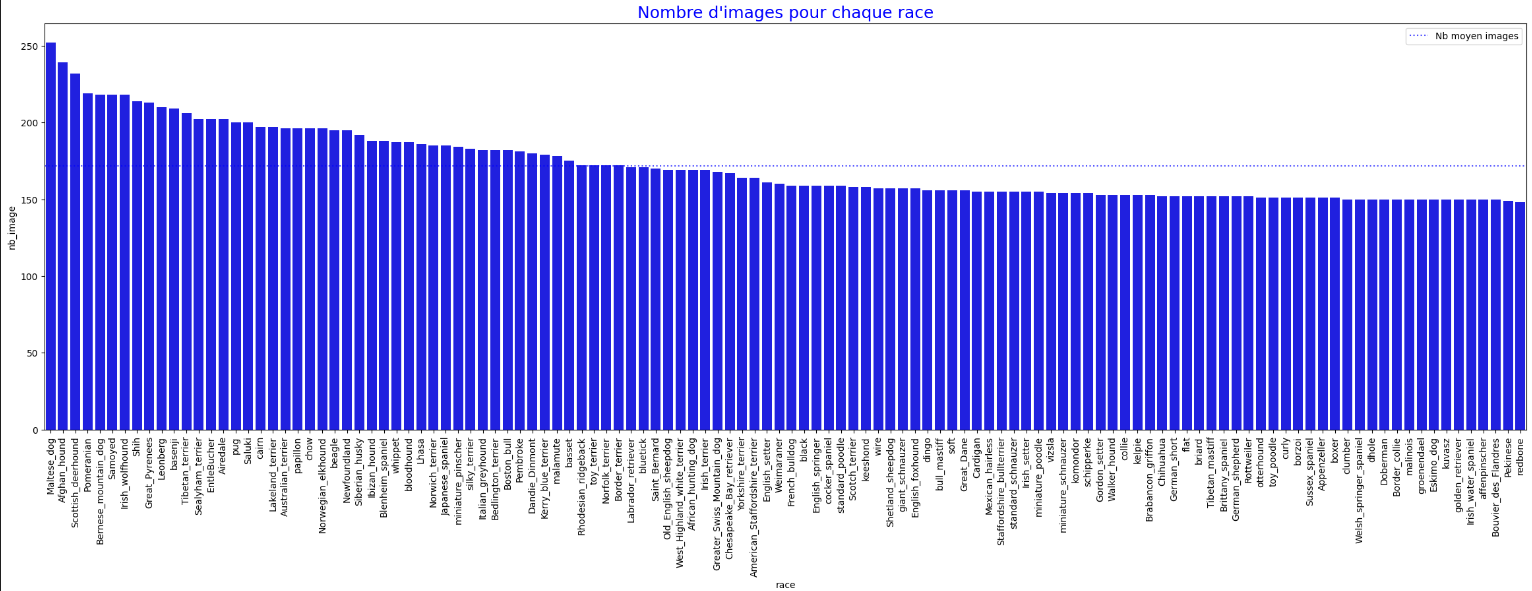 Nombre d'images pour chaque race
Nb moyen images
nb_image
250
200
150
100
50
0
Maltese_dog
Afghan_hound
Scottish_deerhound
Pomeranian
Bernese_mountain_dog
Samoyed
Irish_wolfhound
Shih
Great_Pyrenees
Leonberg
basenji
Tibetan_terrier
Sealyham_terrier
EntleBucher
Airedale
pug
Saluki
cairn
Lakeland_terrier
Australian_terrier
papillon
chow
Norwegian_elkhound
beagle
Newfoundland
Siberian_husky
Ibizan_hound
Blenheim_spaniel
whippet
bloodhound
Lhasa
Norwich_terrier
Japanese_spaniel
miniature_pinscher
silky_terrier
Italian_greyhound
Bedlington_terrier
Boston_bull
Pembroke
Dandie_Dinmont
Kerry_blue_terrier
malamute
basset
Rhodesian_ridgeback
toy_terrier
Norfolk_terrier
Border_terrier
Labrador_retriever
bluetick
Saint_Bernard
Old_English_sheepdog
West_Highland_white_terrier
African_hunting_dog
Irish_terrier
Greater_Swiss_Mountain_dog
Chesapeake_Bay_retriever
Yorkshire_terrier
American_Staffordshire_terrier
English_setter
Weimaraner
French_bulldog
black
English_springer
cocker_spaniel
standard_poodle
Scotch_terrier
keeshond
wire
Shetland_sheepdog
giant_schnauzer
English_foxhound
dingo
bull_mastiff
soft
Great_Dane
Cardigan
Mexican_hairless
Staffordshire_bullterrier
standard_schnauzer
Irish_setter
miniature_poodle
vizsla
miniature_schnauzer
komondor
schipperke
Gordon_setter
Walker_hound
collie
kelpie
Brabancon_griffon
Chihuahua
German_short
flat
briard
Tibetan_mastiff
Brittany_spaniel
German_shepherd
Rottweiler
otterhound
toy_poodle
curly
borzoi
Sussex_spaniel
Appenzeller
boxer
clumber
Welsh_springer_spaniel
dhole
Doberman
Border_collie
malinois
groenendael
Eskimo_dog
kuvasz
golden_retriever
Irish_water_spaniel
affenpinscher
Bouvier_des_Flandres
Pekinese
redbone
race